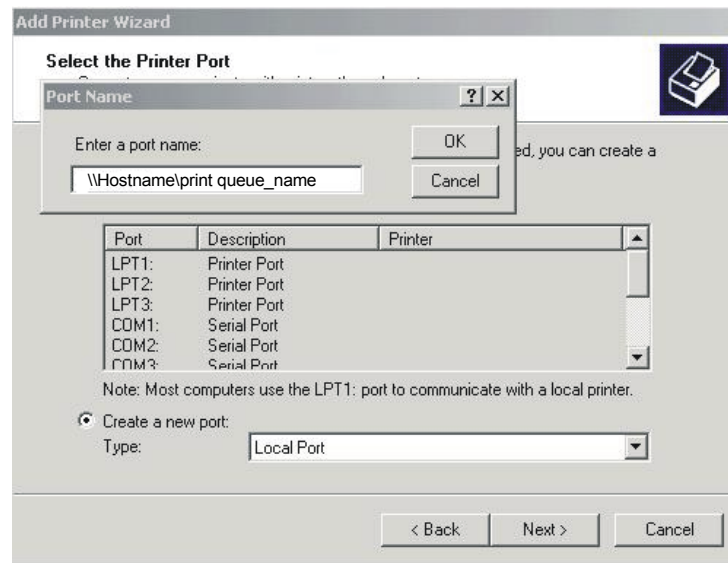 Add Printer Wizard
Select the Printer Port
Port Name
Enter a port name:
OK
ed, you can create a
\\Hostname\print queue_name
Cancel
Port Description Printer
LPT1: Printer Port
LPT2: Printer Port
LPT3: Printer Port
COM1: Serial Port
COM2: Serial Port
COM3: Serial Port
Note: Most computers use the LPT1: port to communicate with a local printer.
Create a new port:
Type: Local Port
< Back Next > Cancel